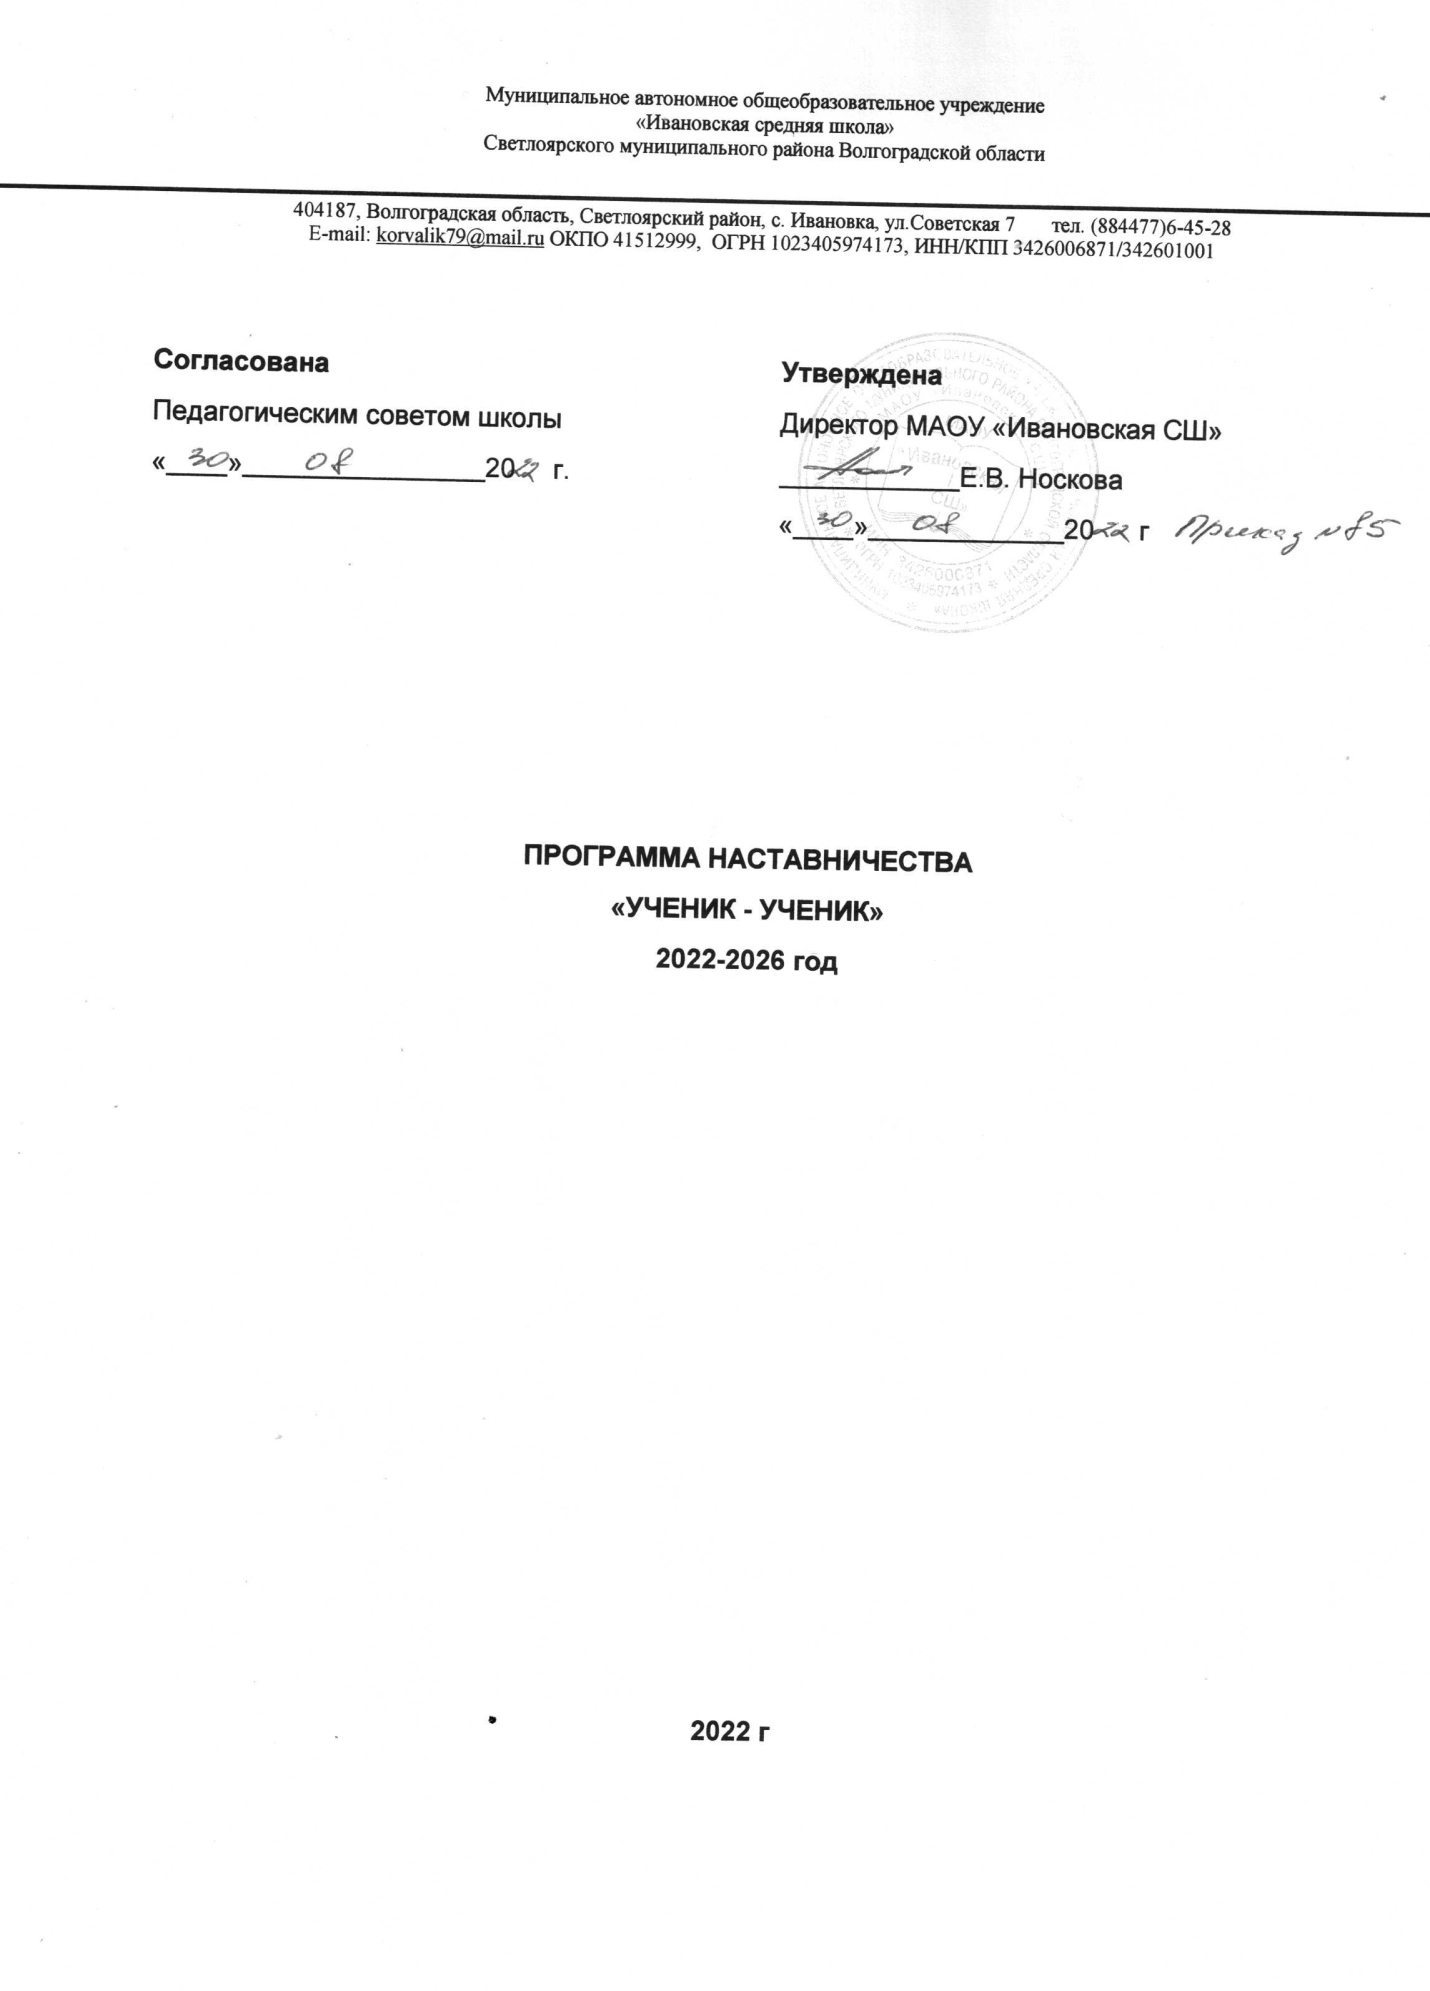 Муниципальное автономное общеобразовательное учреждение
«Ивановская средняя школа»
Светлоярского муниципального района Волгоградской области
404187, Волгоградская область, Светлоярский район, с. Ивановка, ул.Советская 7 тел. (884477)6-45-28
E-mail: korvalik79@mail.ru ОКПО 41512999, ОГРН 1023405974173, ИНН/КПП 3426006871/342601001
Согласована
Педагогическим советом школы
«30» 08 2022 г.
Утверждена
Директор МАОУ «Ивановская СШ»
Е.В. Носкова
«30» 08 2022 г Приказ №85
ПРОГРАММА НАСТАВНИЧЕСТВА
«УЧЕНИК - УЧЕНИК»
2022-2026 год
2022 г